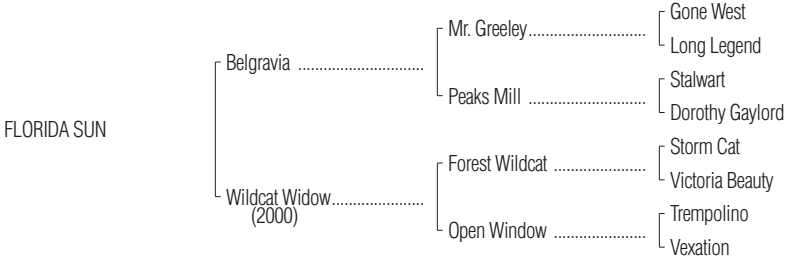 Gone West
Mr. Greeley..............................
Long Legend
Belgravia ................................
Stalwart
Peaks Mill ..............................
Dorothy Gaylord
FLORIDA SUN
Storm Cat
Forest Wildcat .......................
Victoria Beauty
Wildcat Widow.......................
(2000)
Trempolino
Open Window .......................
Vexation